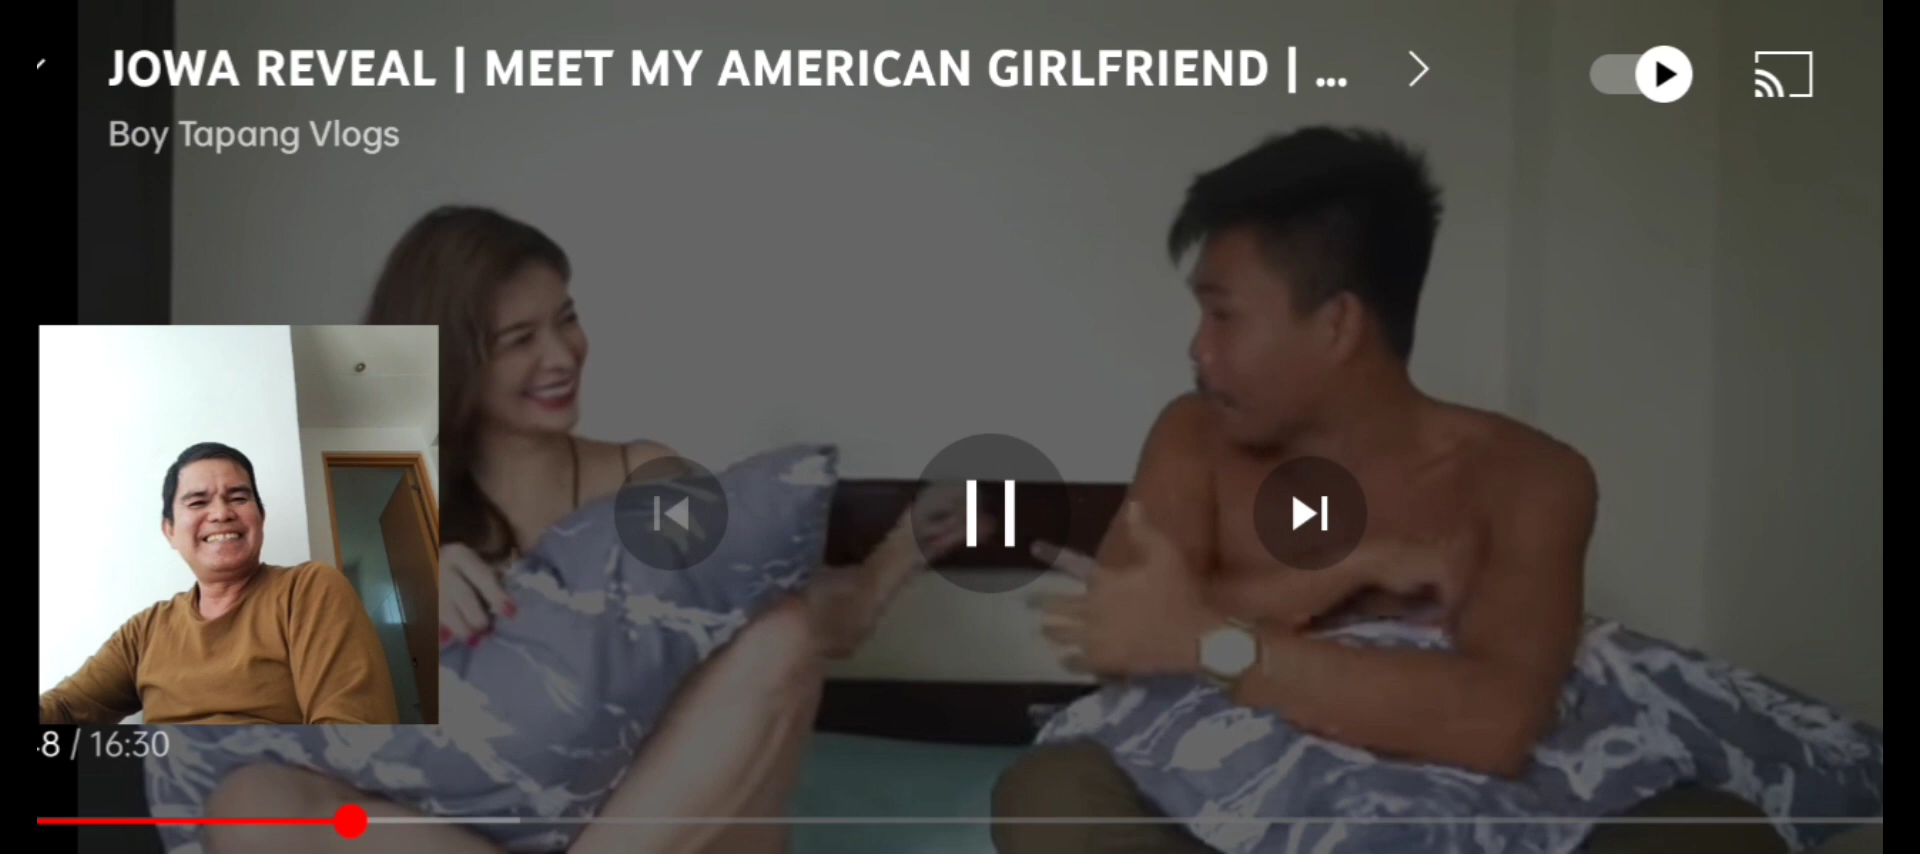 JOWA REVEAL | MEET MY AMERICAN GIRLFRIEND | ...
Boy Tapang Vlogs
8 / 16:30